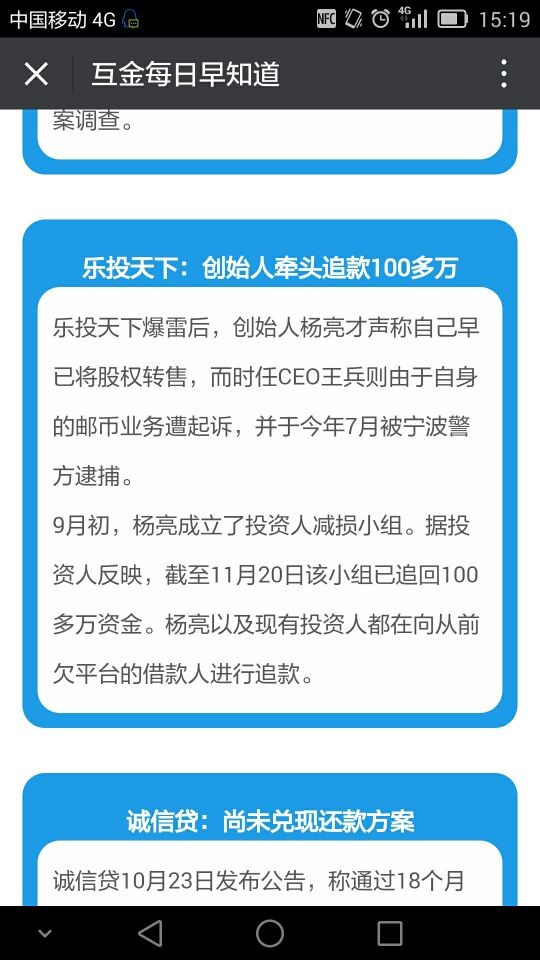 中国移动 4G
NFC
4G
15:19
互金每日早知道
案调查。
乐投天下：创始人牵头追款100多万
乐投天下爆雷后，创始人杨亮才声称自己早
已将股权转售，而时任CEO王兵则由于自身
的邮币业务遭起诉，并于今年7月被宁波警
方逮捕。
9月初，杨亮成立了投资人减损小组。据投
资人反映，截至11月20日该小组已追回100
多万资金。杨亮以及现有投资人都在向从前
欠平台的借款人进行追款。
诚信贷：尚未兑现还款方案
诚信贷10月23日发布公告，称通过18个月